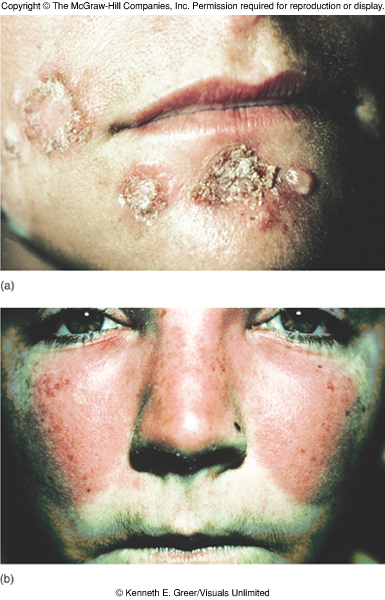 Copyright © The McGraw-Hill Companies, Inc. Permission required for reproduction or display.
(a)
(b)
© Kenneth E. Greer/Visuals Unlimited